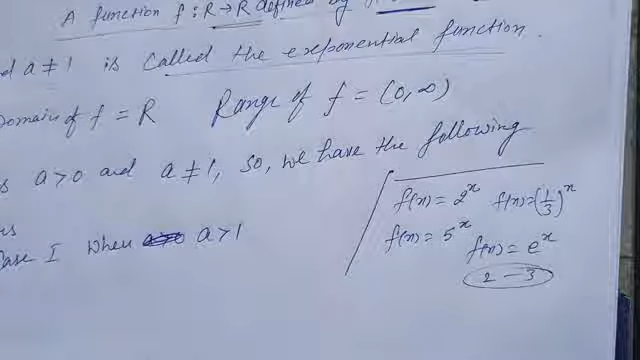 A function f : R → R defined by
a ≠ 1 is called the exponential function.
Domain of f = R Range of f = (0, ∞)
a > 0 and a ≠ 1, so, we have the following
Case I when a > 1
f(x) = 2^x f(x) = (1/3)^x
f(x) = 5^x
f(x) = e^x
2 – 3